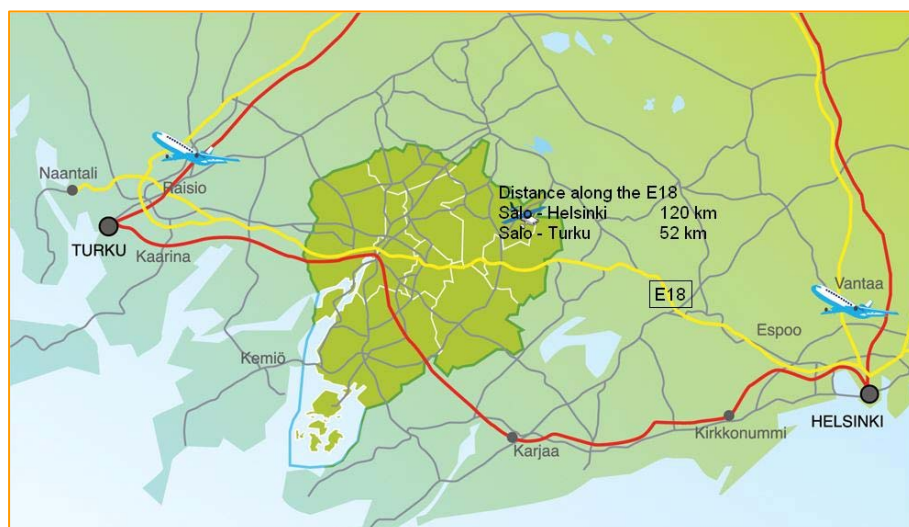 Naantali
Raisio
TURKU
Kaarina
Distance along the E18
Salo - Helsinki 120 km
Salo - Turku 52 km
E18
Vantaa
Espoo
Kemiö
HELSINKI
Kirkkonummi
Karjaa